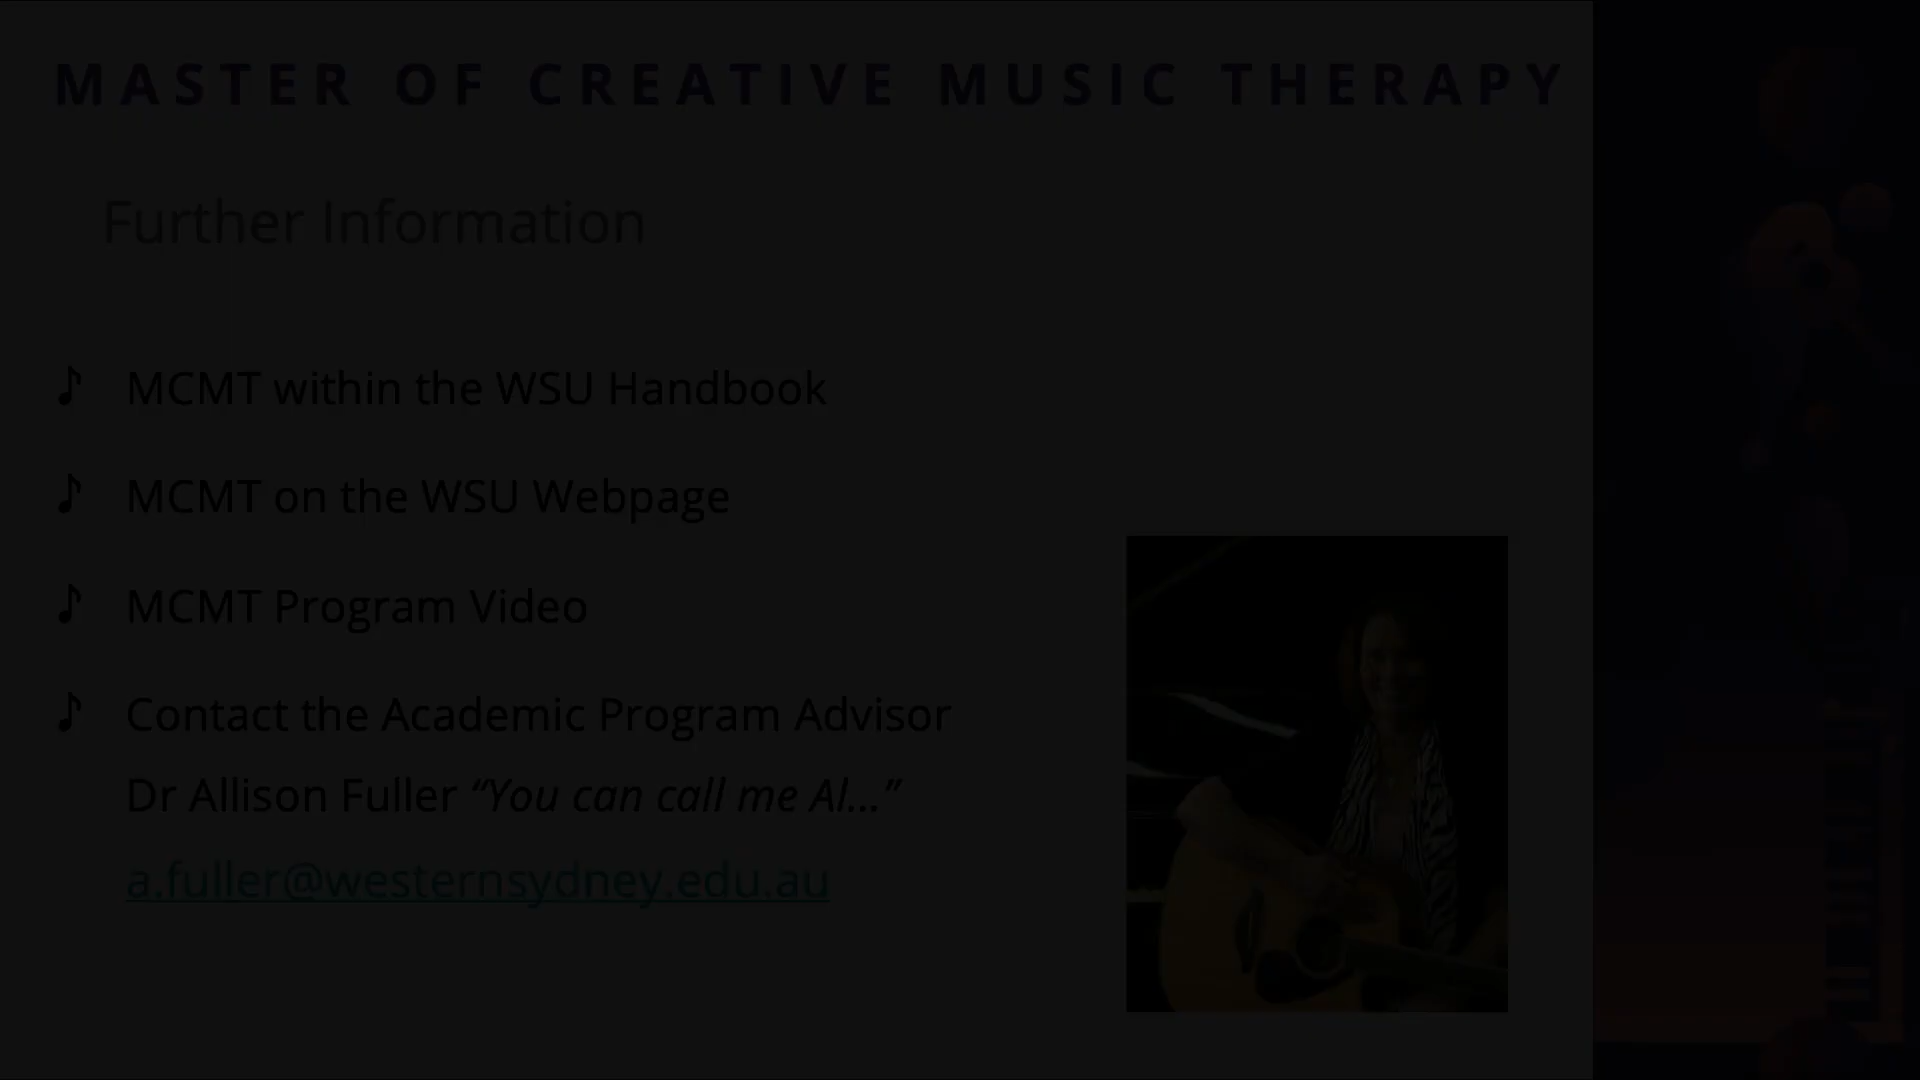 MASTER OF CREATIVE MUSIC THERAPY
Further Information
♪ MCMT within the WSU Handbook
♪ MCMT on the WSU Webpage
♪ MCMT Program Video
♪ Contact the Academic Program Advisor
Dr Allison Fuller “You can call me Al...”
a.fuller@westernsydney.edu.au